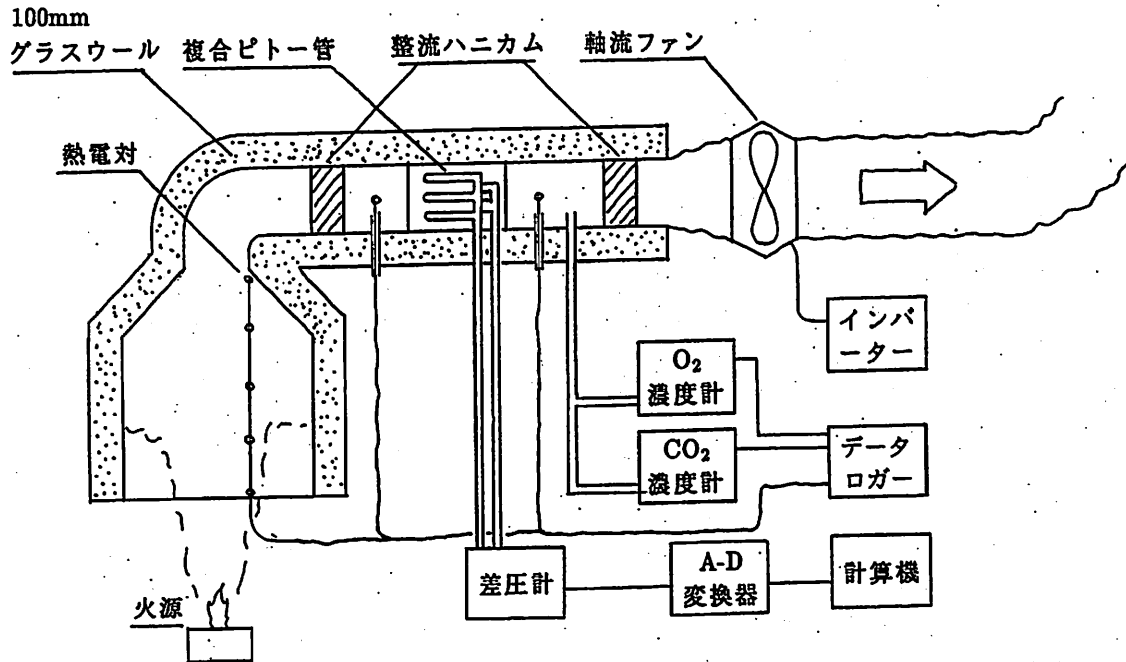 100mm
グラスウール
複合ピトー管
整流ハニカム
軸流ファン
熱電対
インバ
ーター
O₂
濃度計
CO₂
濃度計
データ
ロガー
差圧計
A-D
変換器
計算機
火源